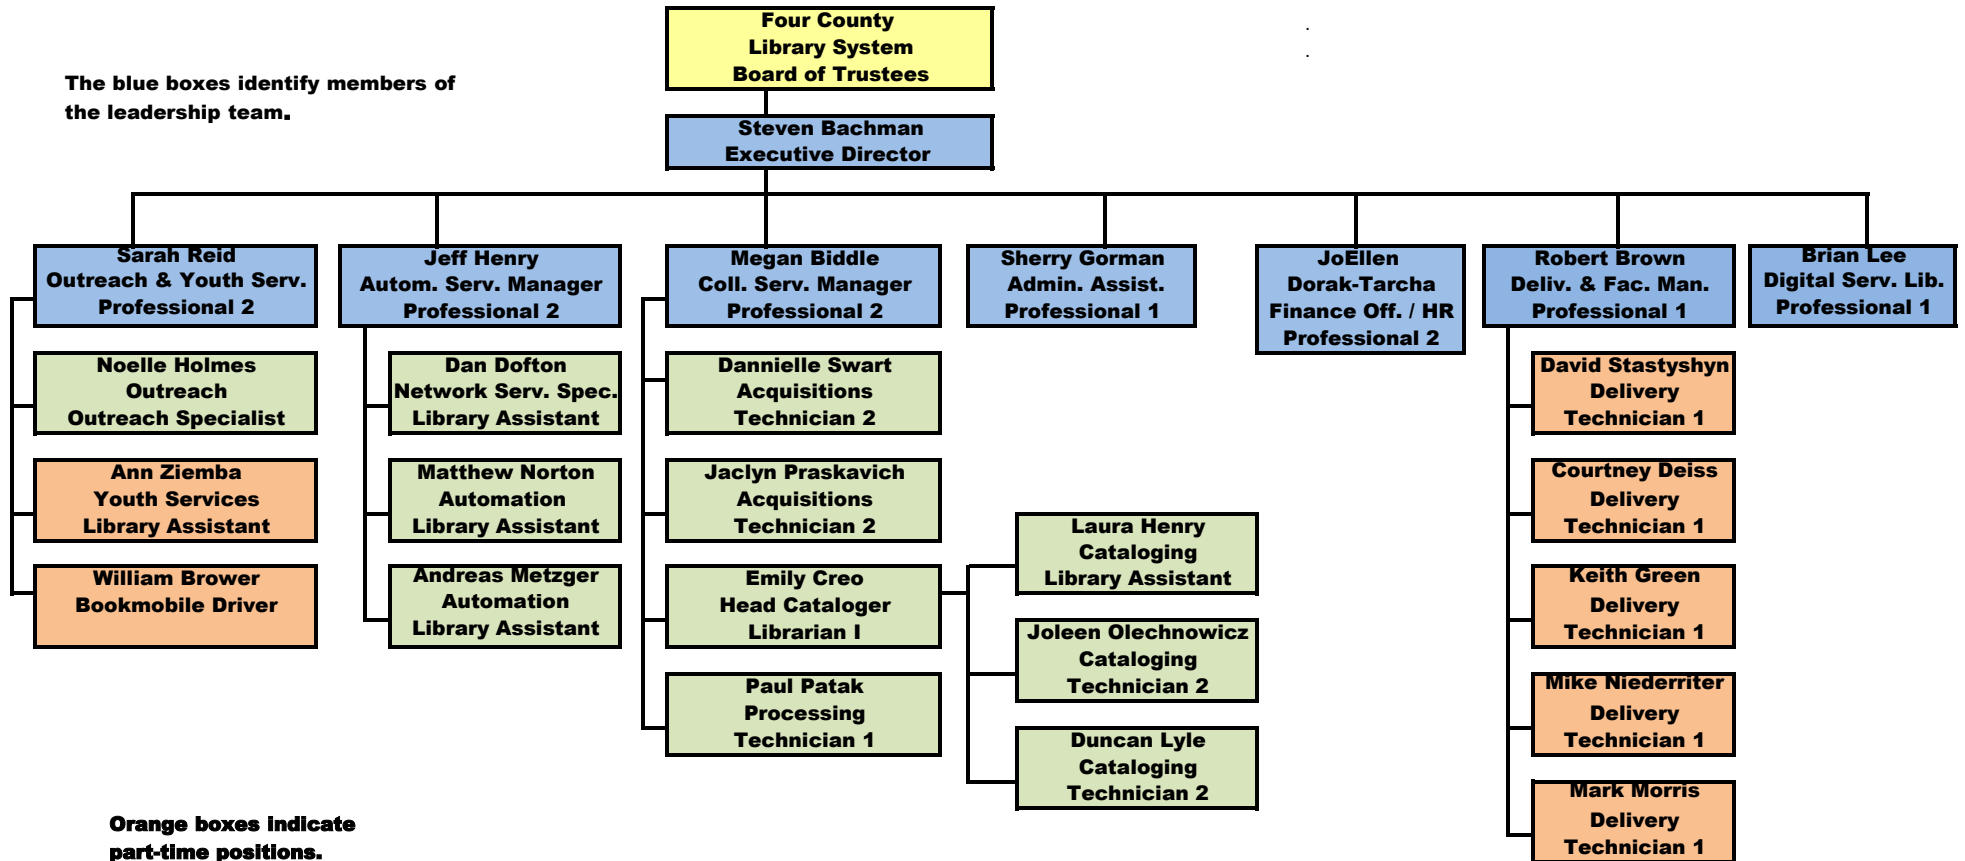 Four County
Library System
Board of Trustees
The blue boxes identify members of
the leadership team.
Steven Bachman
Executive Director
Sarah Reid
Outreach & Youth Serv.
Professional 2
Jeff Henry
Autom. Serv. Manager
Professional 2
Megan Biddle
Coll. Serv. Manager
Professional 2
Sherry Gorman
Admin. Assist.
Professional 1
JoEllen
Dorak-Tarcha
Finance Off. / HR
Professional 2
Robert Brown
Deliv. & Fac. Man.
Professional 1
Brian Lee
Digital Serv. Lib.
Professional 1
Noelle Holmes
Outreach
Outreach Specialist
Ann Ziemba
Youth Services
Library Assistant
William Brower
Bookmobile Driver
Dan Dofton
Network Serv. Spec.
Library Assistant
Matthew Norton
Automation
Library Assistant
Andreas Metzger
Automation
Library Assistant
Dannielle Swart
Acquisitions
Technician 2
Jaclyn Praskavich
Acquisitions
Technician 2
Emily Creo
Head Cataloger
Librarian I
Paul Patak
Processing
Technician 1
Laura Henry
Cataloging
Library Assistant
Joleen Olechnowicz
Cataloging
Technician 2
Duncan Lyle
Cataloging
Technician 2
David Stastyshyn
Delivery
Technician 1
Courtney Deiss
Delivery
Technician 1
Keith Green
Delivery
Technician 1
Mike Niederriter
Delivery
Technician 1
Mark Morris
Delivery
Technician 1
Orange boxes indicate
part-time positions.